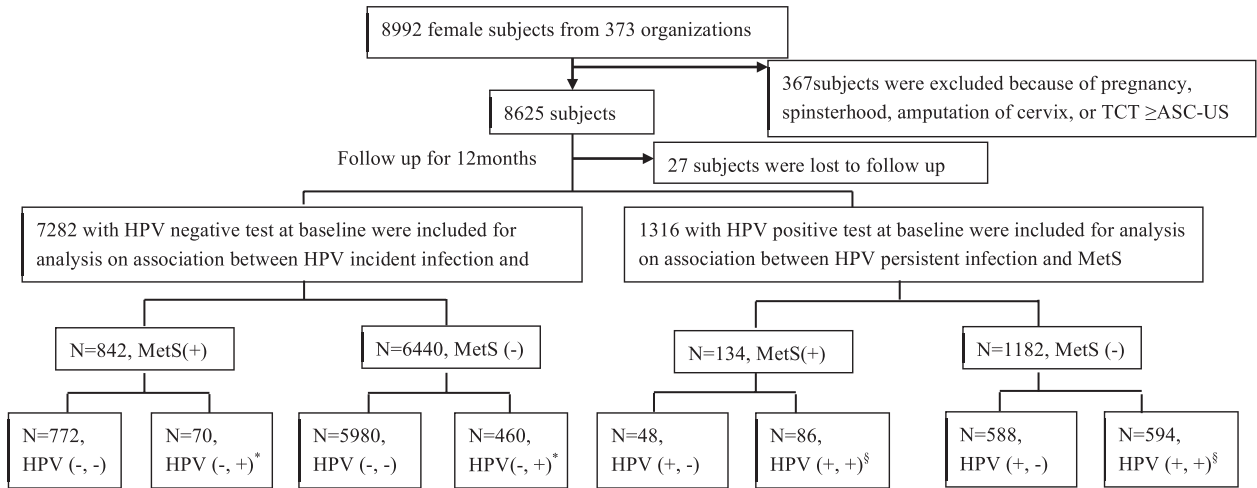 8992 female subjects from 373 organizations
367subjects were excluded because of pregnancy,
spinsterhood, amputation of cervix, or TCT ≥ASC-US
8625 subjects
Follow up for 12months
27 subjects were lost to follow up
7282 with HPV negative test at baseline were included for
analysis on association between HPV incident infection and
1316 with HPV positive test at baseline were included for analysis
on association between HPV persistent infection and MetS
N=842, MetS(+)
N=6440, MetS (-)
N=134, MetS(+)
N=1182, MetS (-)
N=772,
HPV (-, -)
N=70,
HPV (-, +)*
N=5980,
HPV (-, -)
N=460,
HPV(-, +)*
N=48,
HPV (+, -)
N=86,
HPV (+, +)§
N=588,
HPV (+, -)
N=594,
HPV (+, +)§